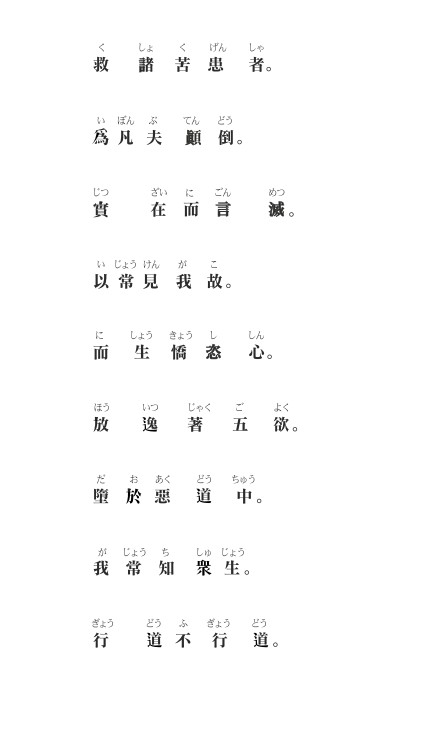 く しょ く げん しゃ
救 諸 苦 患 者。
い ぼん ぶ てん どう
爲 凡 夫 顚 倒。
じつ ざい に ごん めつ
實 在 而 言 滅。
い じょう けん が こ
以 常 見 我 故。
に しょう きょう し しん
而 生 憍 恣 心。
ほう いつ じゃく ご よく
放 逸 著 五 欲。
だ お あく どう ちゅう
墮 於 惡 道 中。
が じょう ち しゅ じょう
我 常 知 衆 生。
ぎょう どう ふ ぎょう どう
行 道 不 行 道。